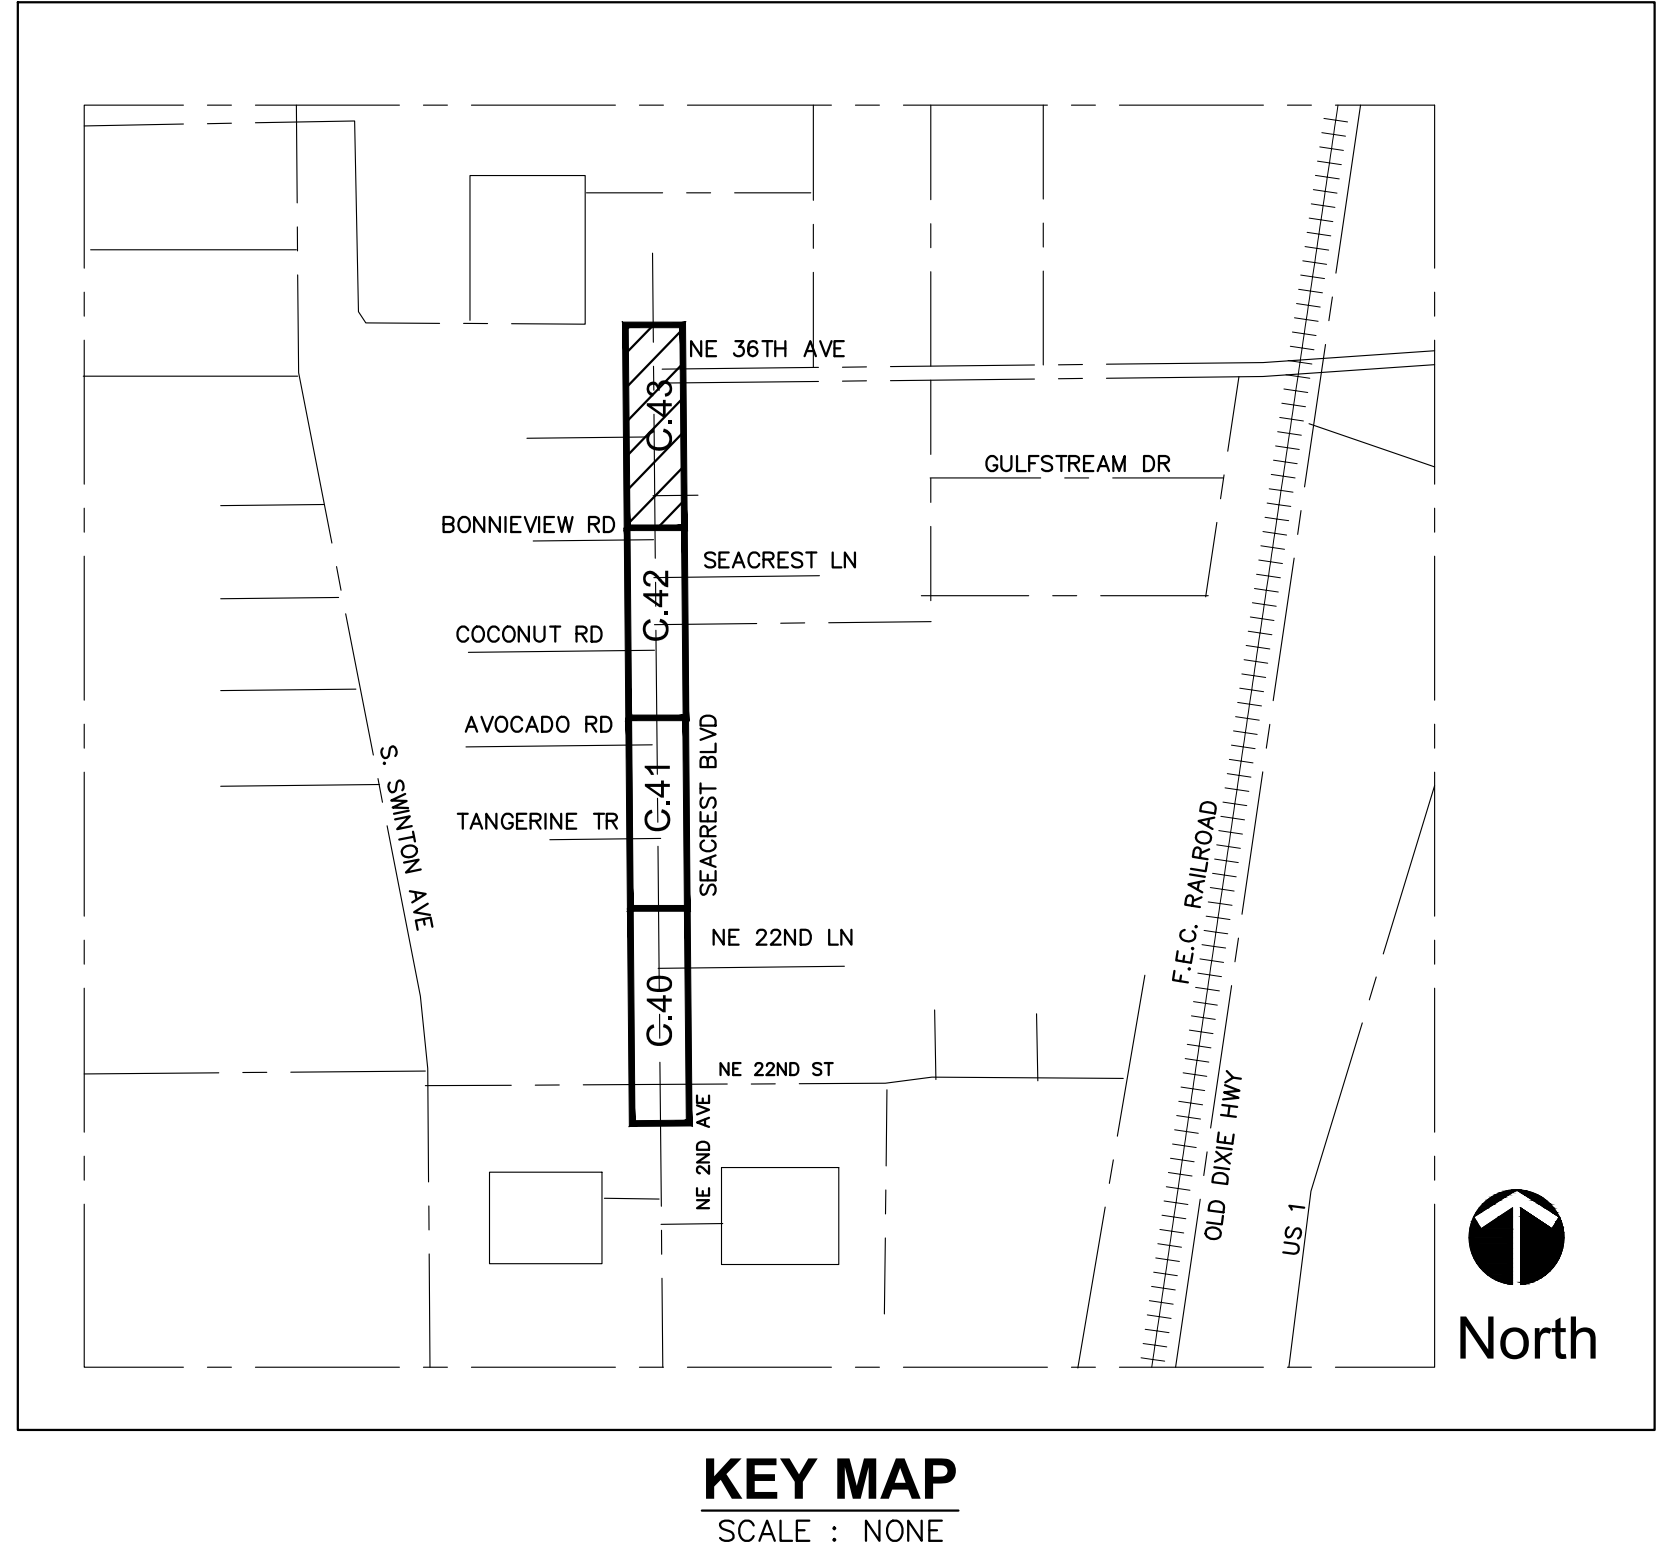 NE 36TH AVE
C.43
GULFSTREAM DR
BONNIEVIEW RD
SEACREST LN
C.42
COCONUT RD
AVOCADO RD
SEACREST BLVD
C.41
S. SWINTON AVE
TANGERINE TR
F.E.C. RAILROAD
NE 22ND LN
C.40
NE 22ND ST
NE 2ND AVE
OLD DIXIE HWY
US 1
North
KEY MAP
SCALE : NONE